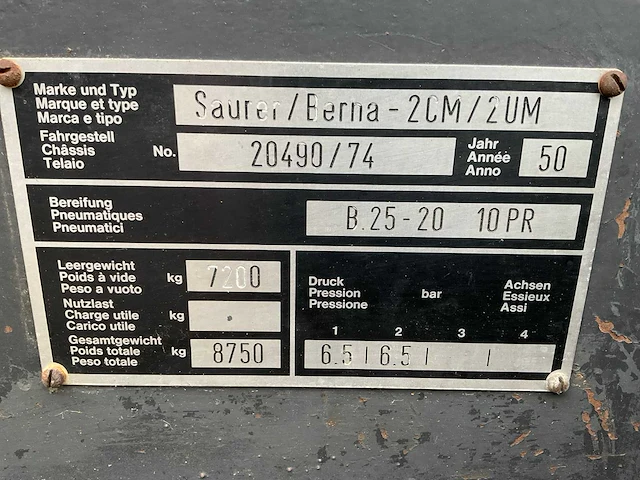 Marke und Typ
Marque et type
Marca e tipo
Saurer/Berna-2CM/2UM
Fahrgestell
Châssis
Telaio
No.
20490/74
Jahr
Année
Anno
50
Bereifung
Pneumatiques
Pneumatici
8.25-20 10PR
Leergewicht
Poids à vide
Peso a vuoto
kg
7200
Nutzlast
Charge utile
Carico utile
kg
Gesamtgewicht
Poids totale
Peso totale
kg
8750
Druck
Pression
Pressione
bar
Achsen
Essieux
Assi
1 2 3 4
6.5 | 6.5 | |